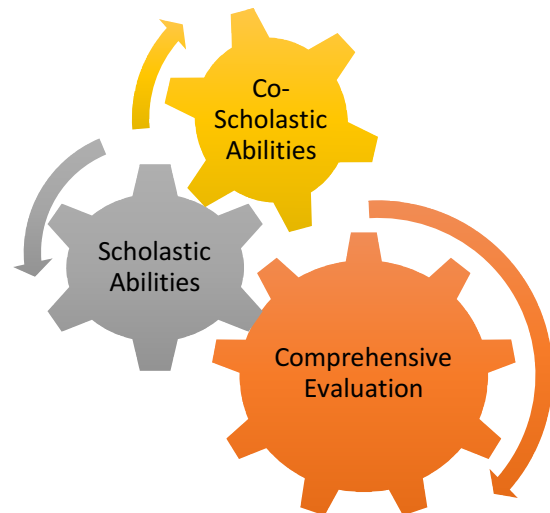 Co-
Scholastic
Abilities
Scholastic
Abilities
Comprehensive
Evaluation